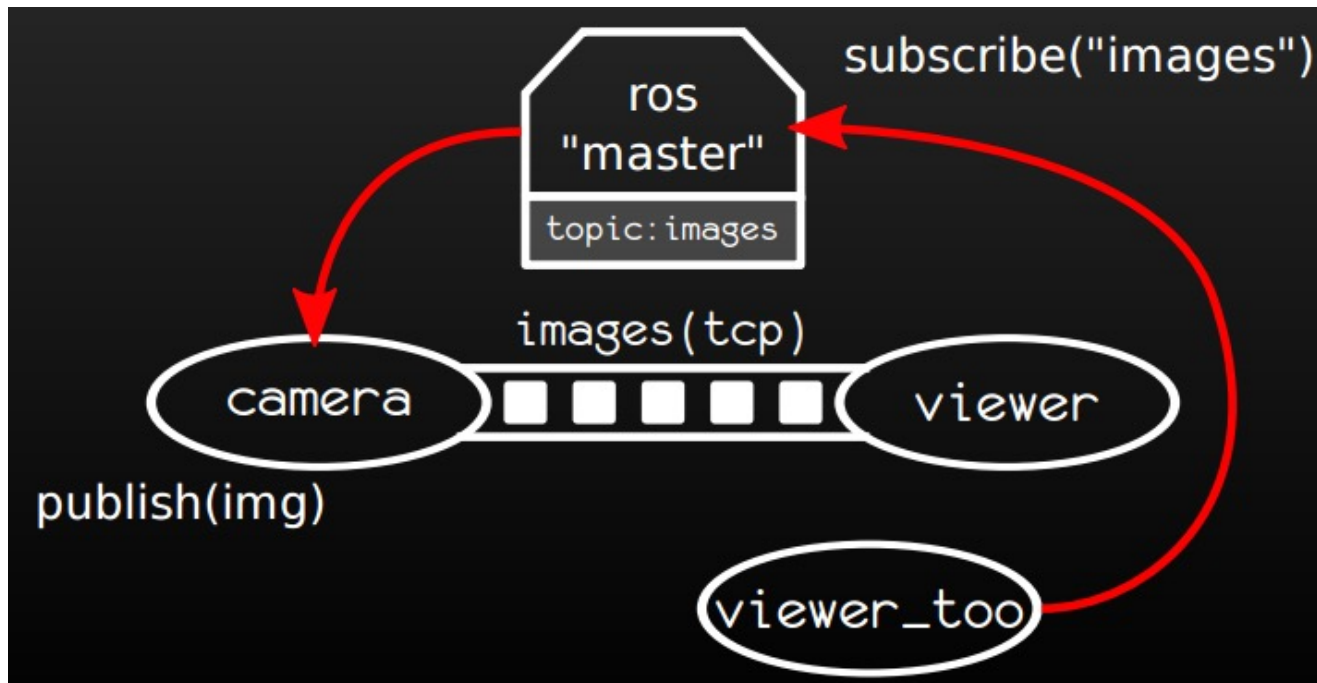 subscribe("images")
ros
"master"
topic:images
images(tcp)
camera
viewer
publish(img)
viewer_too